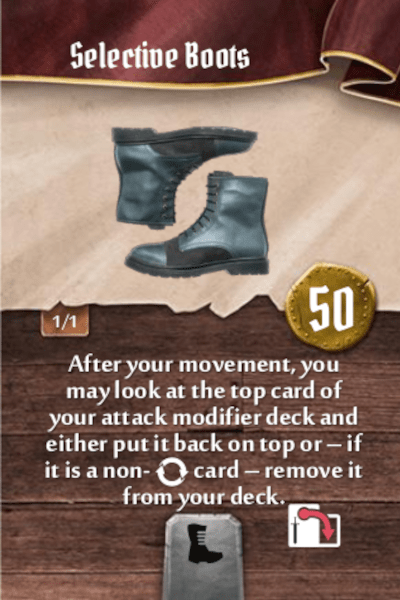 Selective Boots
50
1/1
After your movement, you
may look at the top card of
your attack modifier deck and
either put it back on top or – if
it is a non- card – remove it
from your deck.